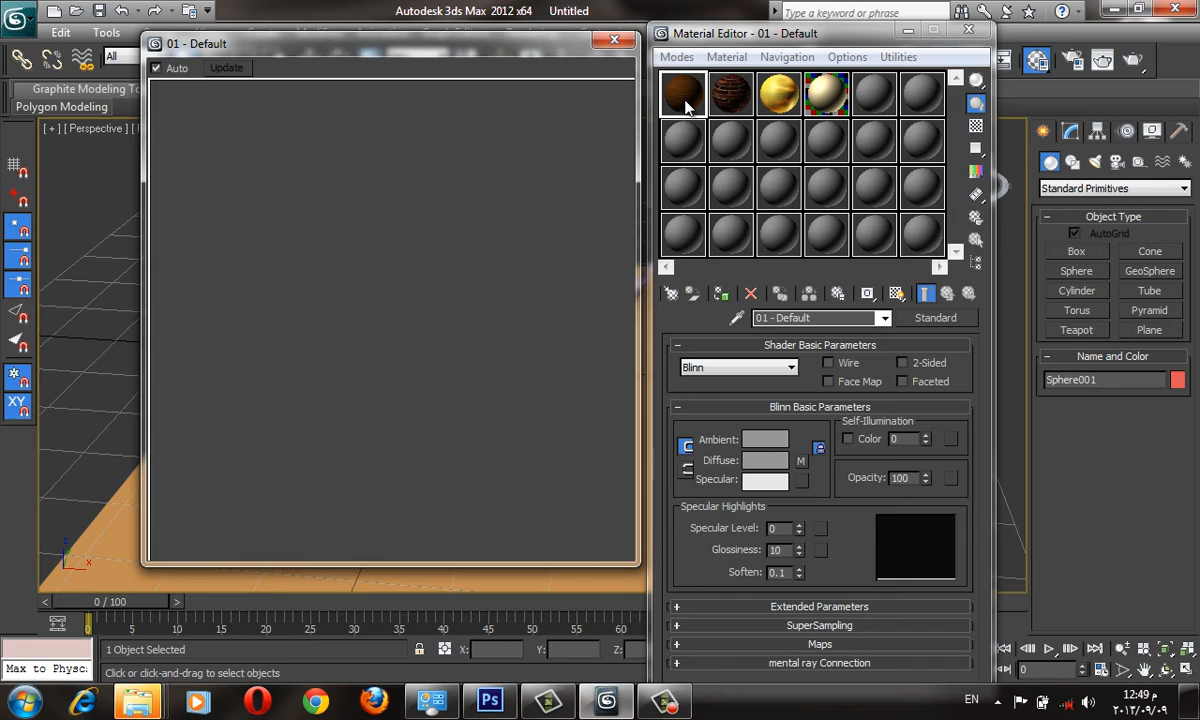 Autodesk 3ds Max 2012 x64 Untitled
Type a keyword or phrase
Edit Tools
All
Graphite Modeling To
Polygon Modeling
[ + ] [ Perspective ]
01 - Default
Auto Update
Material Editor - 01 - Default
Modes Material Navigation Options Utilities
01 - Default Standard
Shader Basic Parameters
Blinn Wire 2-Sided
Face Map Faceted
Blinn Basic Parameters
Self-Illumination
Ambient: Color 0
Diffuse: M
Specular: Opacity: 100
Specular Highlights
Specular Level: 0
Glossiness: 10
Soften: 0.1
Extended Parameters
SuperSampling
Maps
mental ray Connection
Standard Primitives
Object Type
AutoGrid
Box Cone
Sphere GeoSphere
Cylinder Tube
Torus Pyramid
Teapot Plane
Name and Color
Sphere001
z
x
0 / 100
0 5 10 15 20 25 30 35 40 45 50 55 60
1 Object Selected X: Y: Z:
Max to Physc
Click or click-and-drag to select objects
0
XY
Ps
EN
12:49 م
٢٠١٣/٠٩/٠٩